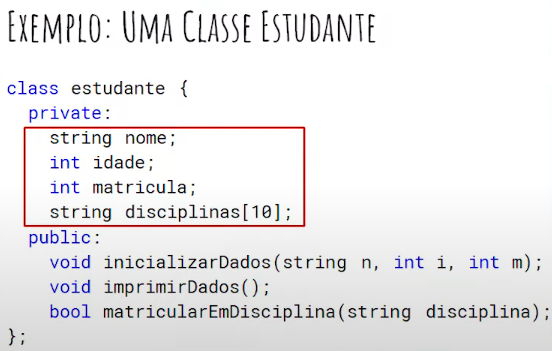 EXEMPLO: UMA CLASSE ESTUDANTE
class estudante {
private:
string nome;
int idade;
int matricula;
string disciplinas[10];
public:
void inicializarDados(string n, int i, int m);
void imprimirDados();
bool matricularEmDisciplina(string disciplina);
};